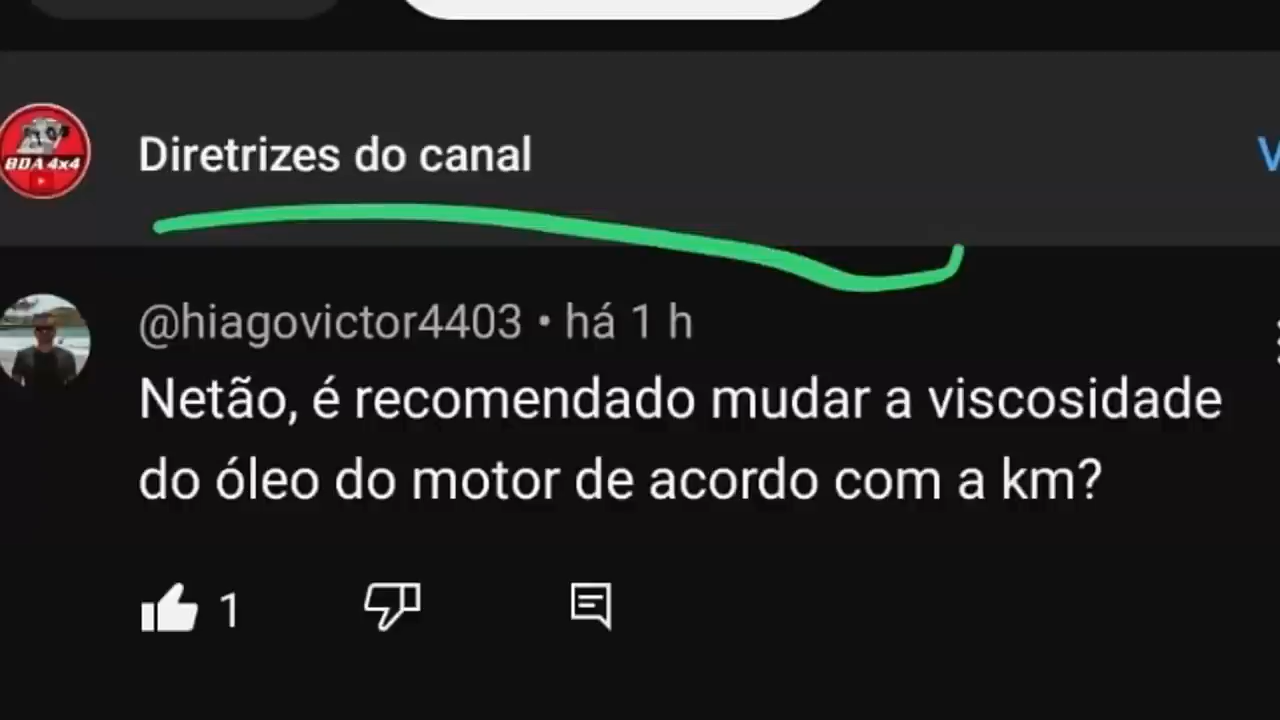 BDA 4x4
Diretrizes do canal
@hiagovictor4403 • há 1 h
Netão, é recomendado mudar a viscosidade
do óleo do motor de acordo com a km?
1